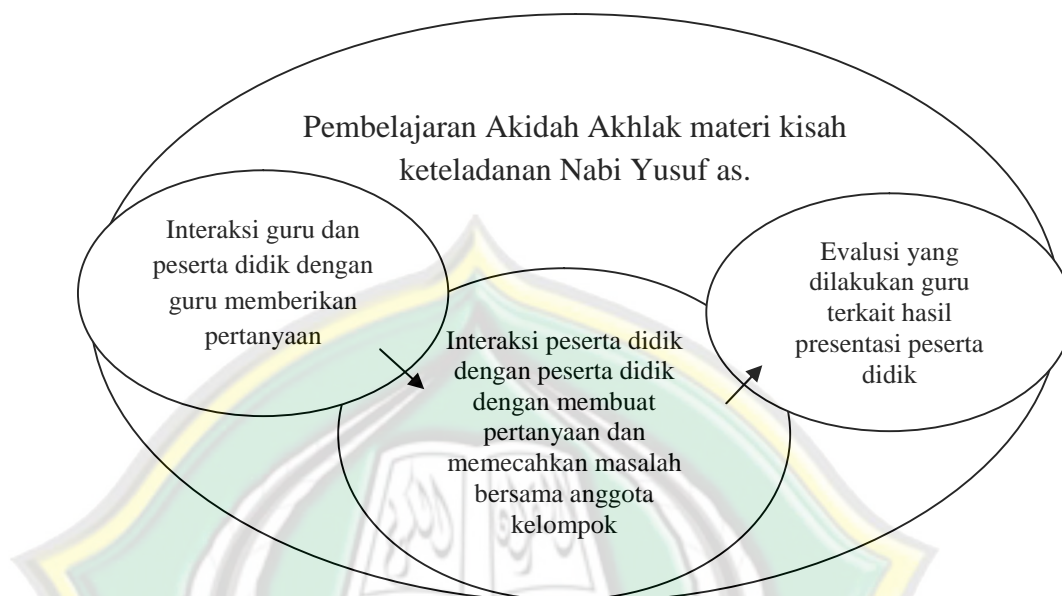 Pembelajaran Akidah Akhlak materi kisah
keteladanan Nabi Yusuf as.
Interaksi guru dan
peserta didik dengan
guru memberikan
pertanyaan
Interaksi peserta didik
dengan peserta didik
dengan membuat
pertanyaan dan
memecahkan masalah
bersama anggota
kelompok
Evalusi yang
dilakukan guru
terkait hasil
presentasi peserta
didik